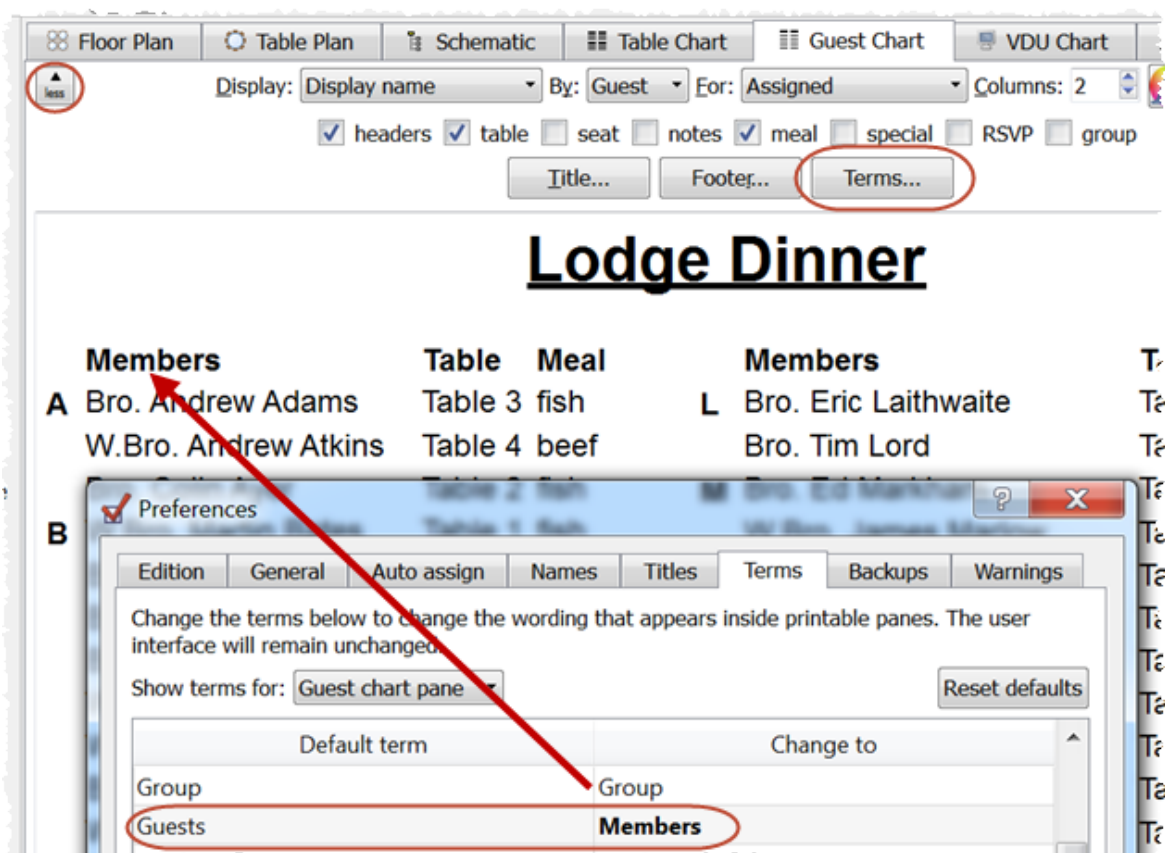 Floor Plan Table Plan Schematic Table Chart Guest Chart VDU Chart
less Display: Display name By: Guest For: Assigned Columns: 2
headers table seat notes meal special RSVP group
Title... Footer... Terms...
Lodge Dinner
Members Table Meal Members
A Bro. Andrew Adams Table 3 fish L Bro. Eric Laithwaite
W.Bro. Andrew Atkins Table 4 beef Bro. Tim Lord
B
Preferences
Edition General Auto assign Names Titles Terms Backups Warnings
Change the terms below to change the wording that appears inside printable panes. The user
interface will remain unchanged.
Show terms for: Guest chart pane Reset defaults
Default term Change to
Group Group
Guests Members